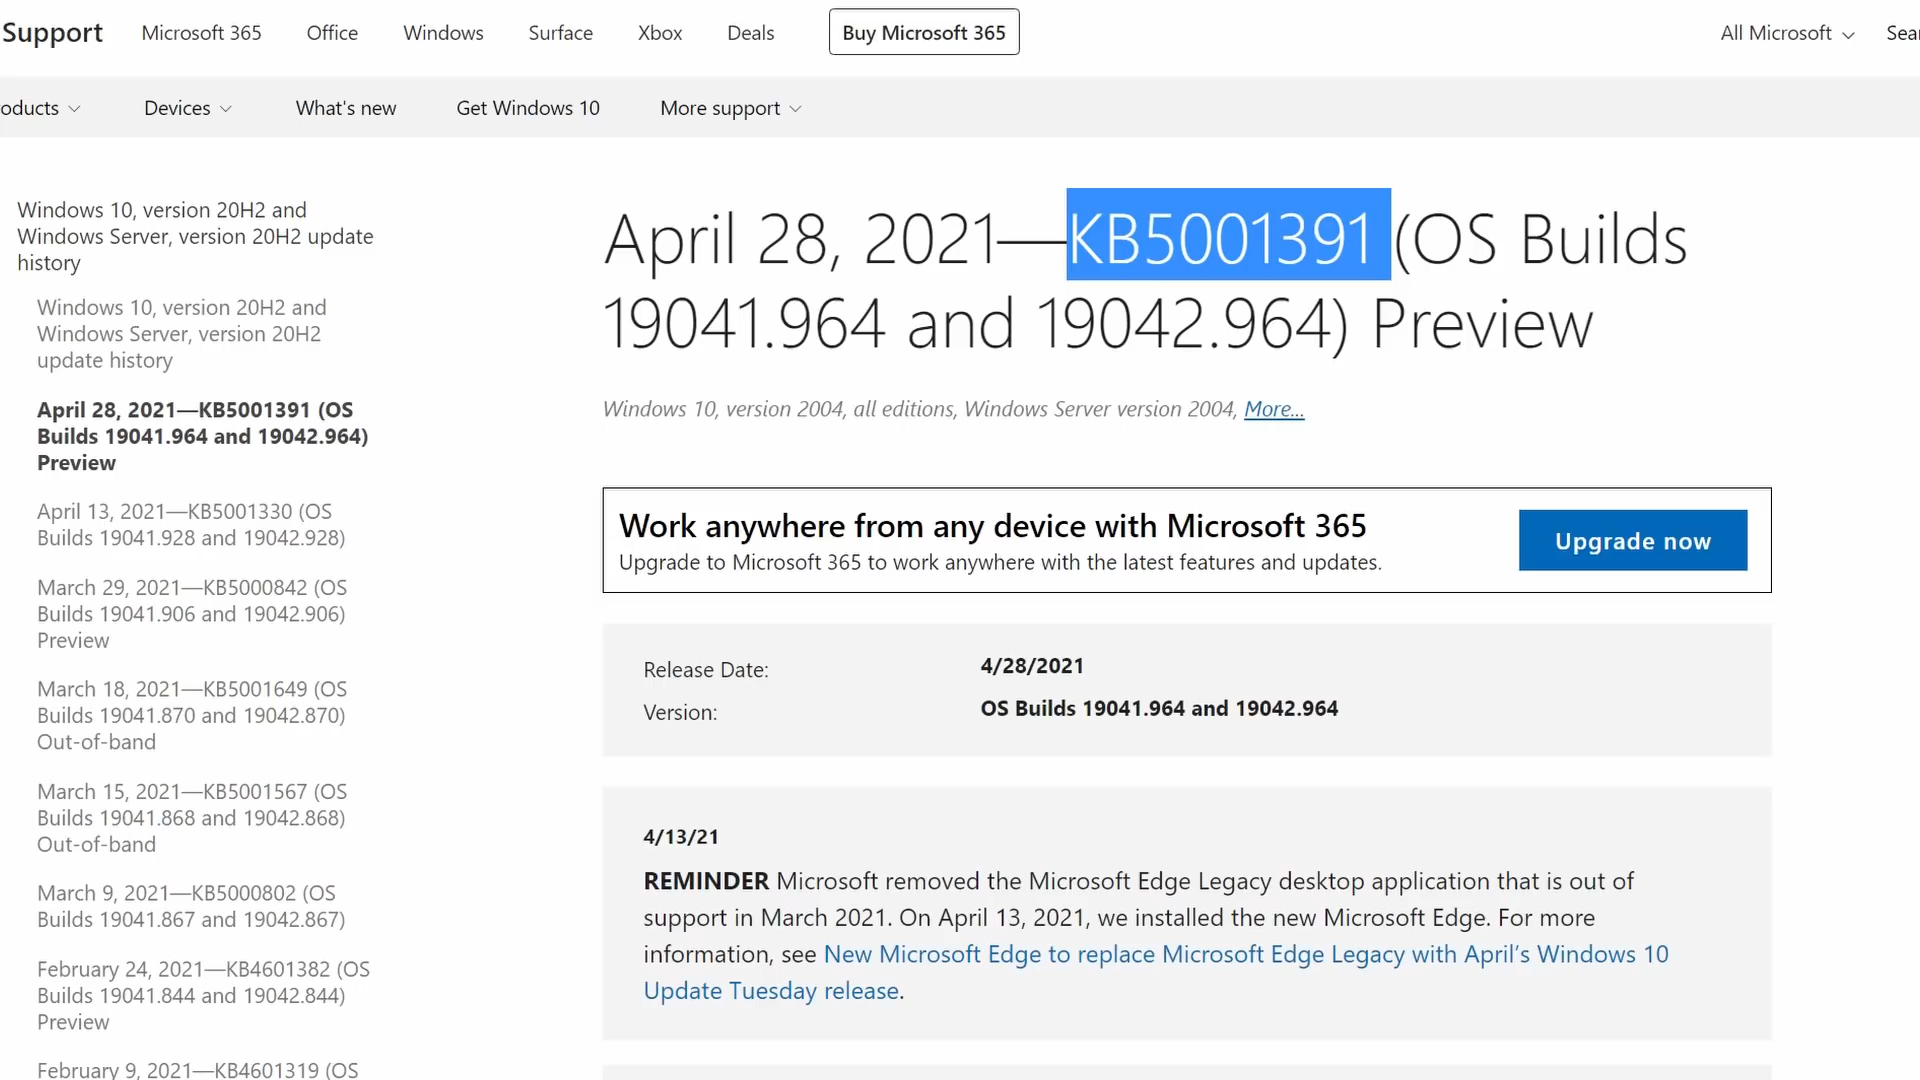 Support Microsoft 365 Office Windows Surface Xbox Deals Buy Microsoft 365 All Microsoft
Devices What's new Get Windows 10 More support
Windows 10, version 20H2 and
Windows Server, version 20H2 update
history
Windows 10, version 20H2 and
Windows Server, version 20H2
update history
April 28, 2021—KB5001391 (OS
Builds 19041.964 and 19042.964)
Preview
April 13, 2021—KB5001330 (OS
Builds 19041.928 and 19042.928)
March 29, 2021—KB5000842 (OS
Builds 19041.906 and 19042.906)
Preview
March 18, 2021—KB5001649 (OS
Builds 19041.870 and 19042.870)
Out-of-band
March 15, 2021—KB5001567 (OS
Builds 19041.868 and 19042.868)
Out-of-band
March 9, 2021—KB5000802 (OS
Builds 19041.867 and 19042.867)
February 24, 2021—KB4601382 (OS
Builds 19041.844 and 19042.844)
Preview
February 9, 2021—KB4601319 (OS
April 28, 2021—KB5001391 (OS Builds
19041.964 and 19042.964) Preview
Windows 10, version 2004, all editions, Windows Server version 2004, More...
Work anywhere from any device with Microsoft 365
Upgrade to Microsoft 365 to work anywhere with the latest features and updates.
Upgrade now
Release Date: 4/28/2021
Version: OS Builds 19041.964 and 19042.964
4/13/21
REMINDER Microsoft removed the Microsoft Edge Legacy desktop application that is out of
support in March 2021. On April 13, 2021, we installed the new Microsoft Edge. For more
information, see New Microsoft Edge to replace Microsoft Edge Legacy with April’s Windows 10
Update Tuesday release.